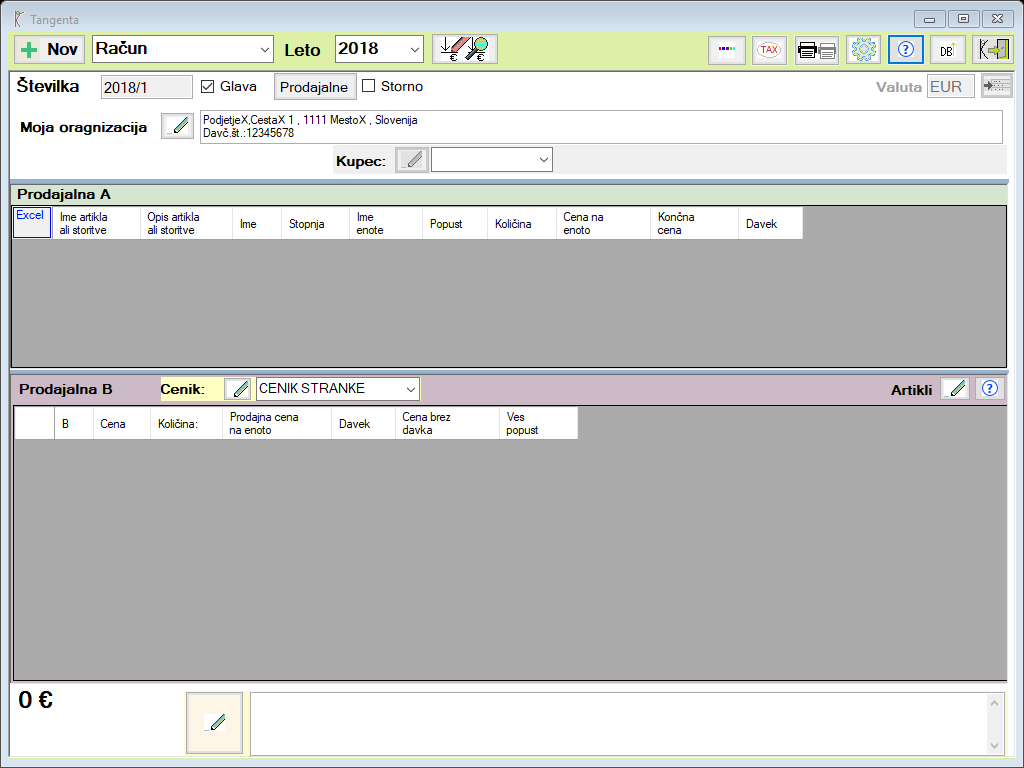 Tangenta
Nov Račun Leto 2018 € € TAX ? DB
Številka 2018/1 Glava Prodajalne Storno Valuta EUR
Moja oragnizacija PodjetjeX,CestaX 1 , 1111 MestoX , Slovenija
Davč.št.:12345678
Kupec:
Prodajalna A
Excel Ime artikla Opis artikla Ime Stopnja Ime Popust Količina Cena na Končna Davek
ali storitve ali storitve enote enoto cena
Prodajalna B Cenik: CENIK STRANKE Artikli ?
B Cena Količina: Prodajna cena Davek Cena brez Ves
na enoto davka popust
0 €